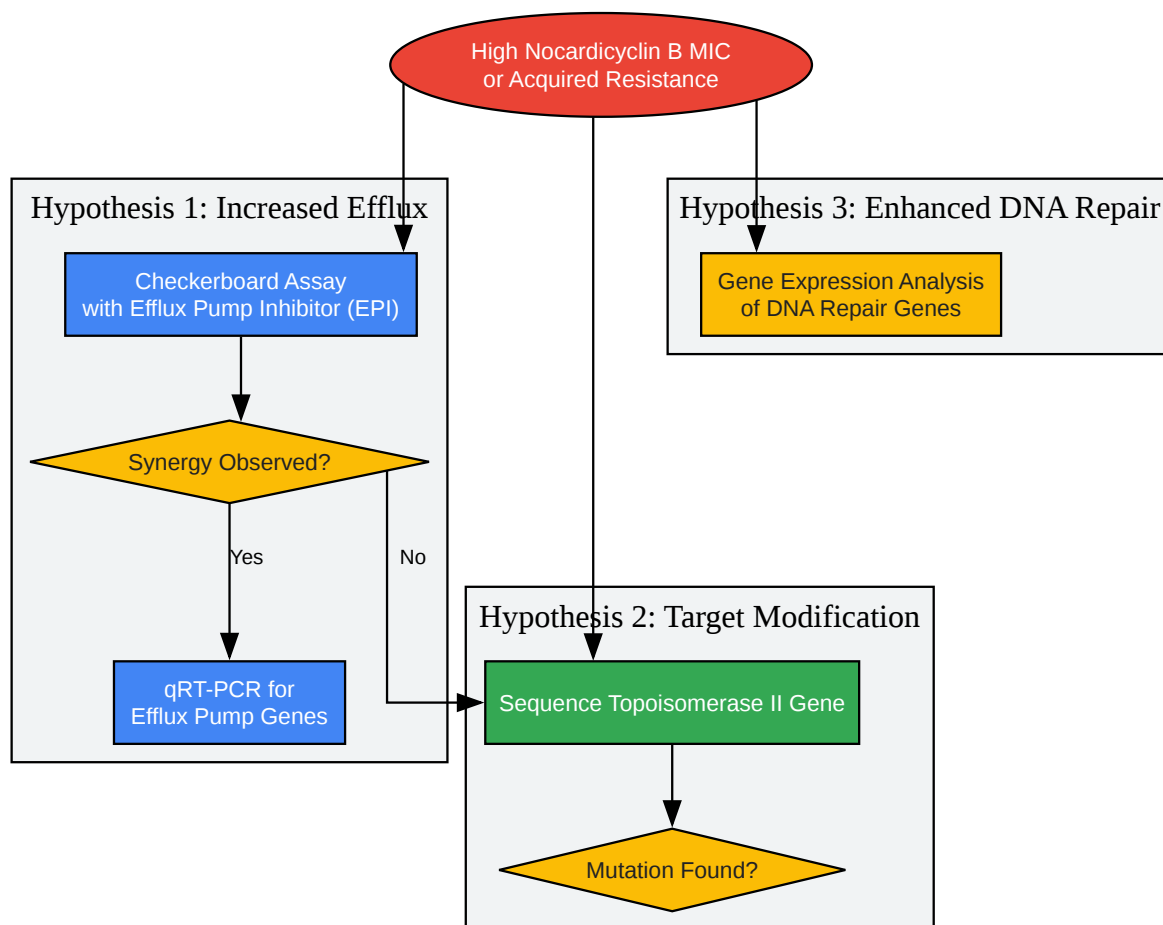 High Nocardicyclin B MIC
or Acquired Resistance
Hypothesis 1: Increased Efflux
Hypothesis 3: Enhanced DNA Repair
Checkerboard Assay
with Efflux Pump Inhibitor (EPI)
Gene Expression Analysis
of DNA Repair Genes
Synergy Observed?
Yes
No
Hypothesis 2: Target Modification
qRT-PCR for
Efflux Pump Genes
Sequence Topoisomerase II Gene
Mutation Found?